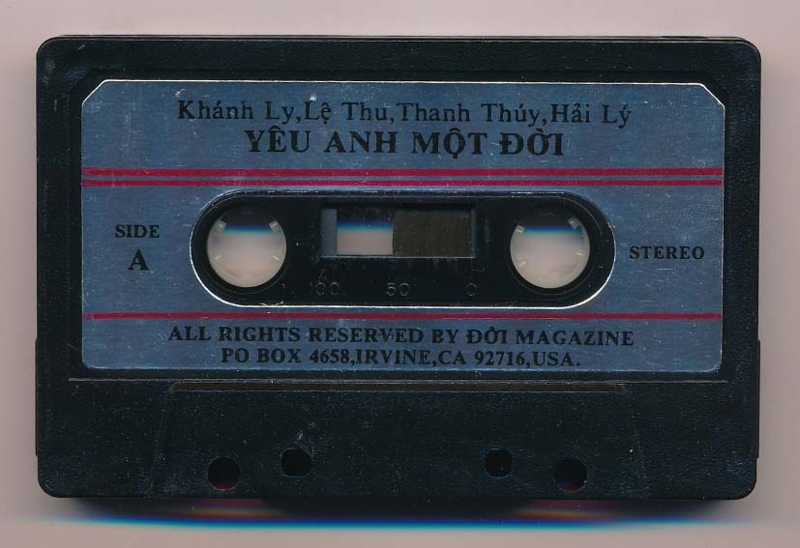 Khánh Ly,Lệ Thu,Thanh Thúy,Hải Lý
YÊU ANH MỘT ĐỜI
SIDE
A
STEREO
100 50 0
ALL RIGHTS RESERVED BY ĐỜI MAGAZINE
PO BOX 4658,IRVINE,CA 92716,USA.